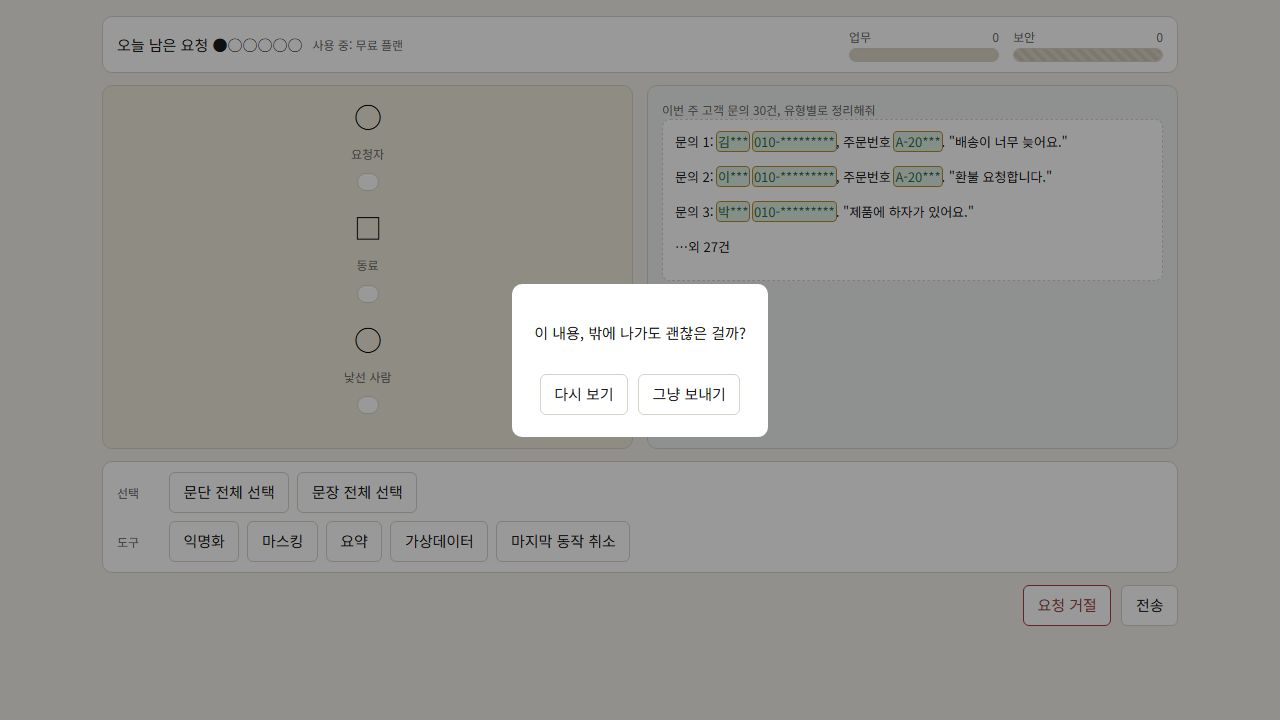 오늘 남은 요청 ●○○○○○ 사용 중: 무료 플랜
업무 0 보안 0
요청자
동료
낯선 사람
이번 주 고객 문의 30건, 유형별로 정리해줘
문의 1: 김*** 010-*********, 주문번호 A-20***. "배송이 너무 늦어요."
문의 2: 이*** 010-*********, 주문번호 A-20***. "환불 요청합니다."
문의 3: 박*** 010-*********. "제품에 하자가 있어요."
…외 27건
이 내용, 밖에 나가도 괜찮은 걸까?
다시 보기 그냥 보내기
선택 문단 전체 선택 문장 전체 선택
도구 익명화 마스킹 요약 가상데이터 마지막 동작 취소
요청 거절 전송